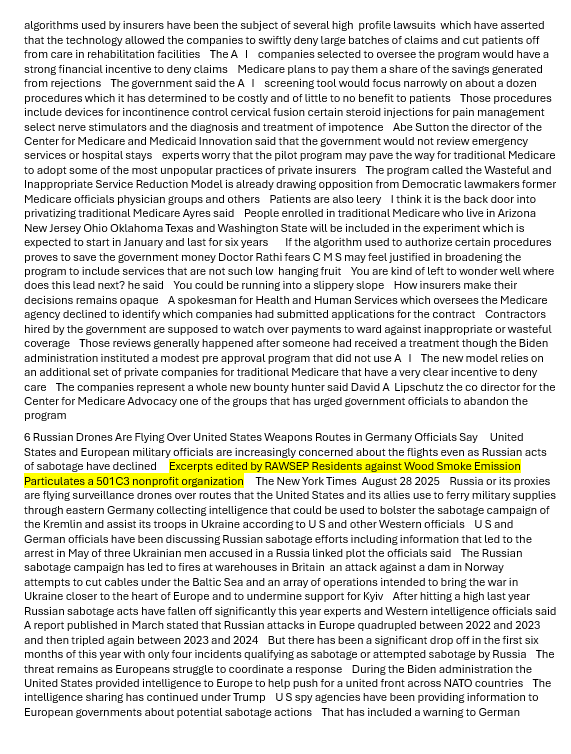 algorithms used by insurers have been the subject of several high  profile lawsuits  which have asserted
that the technology allowed the companies to swiftly deny large batches of claims and cut patients off
from care in rehabilitation facilities    The A   I    companies selected to oversee the program would have a
strong financial incentive to deny claims    Medicare plans to pay them a share of the savings generated
from rejections    The government said the A   I    screening tool would focus narrowly on about a dozen
procedures which it has determined to be costly and of little to no benefit to patients    Those procedures
include devices for incontinence control cervical fusion certain steroid injections for pain management
select nerve stimulators and the diagnosis and treatment of impotence    Abe Sutton the director of the
Center for Medicare and Medicaid Innovation said that the government would not review emergency
services or hospital stays    experts worry that the pilot program may pave the way for traditional Medicare
to adopt some of the most unpopular practices of private insurers    The program called the Wasteful and
Inappropriate Service Reduction Model is already drawing opposition from Democratic lawmakers former
Medicare officials physician groups and others    Patients are also leery    I think it is the back door into
privatizing traditional Medicare Ayres said    People enrolled in traditional Medicare who live in Arizona
New Jersey Ohio Oklahoma Texas and Washington State will be included in the experiment which is
expected to start in January and last for six years       If the algorithm used to authorize certain procedures
proves to save the government money Doctor Rathi fears C M S may feel justified in broadening the
program to include services that are not such low  hanging fruit    You are kind of left to wonder well where
does this lead next? he said    You could be running into a slippery slope    How insurers make their
decisions remains opaque    A spokesman for Health and Human Services which oversees the Medicare
agency declined to identify which companies had submitted applications for the contract    Contractors
hired by the government are supposed to watch over payments to ward against inappropriate or wasteful
coverage    Those reviews generally happened after someone had received a treatment though the Biden
administration instituted a modest pre approval program that did not use A   I    The new model relies on
an additional set of private companies for traditional Medicare that have a very clear incentive to deny
care    The companies represent a whole new bounty hunter said David A  Lipschutz the co director for the
Center for Medicare Advocacy one of the groups that has urged government officials to abandon the
program
6 Russian Drones Are Flying Over United States Weapons Routes in Germany Officials Say     United
States and European military officials are increasingly concerned about the flights even as Russian acts
of sabotage have declined     Excerpts edited by RAWSEP Residents against Wood Smoke Emission
Particulates a 501C3 nonprofit organization     The New York Times  August 28 2025    Russia or its proxies
are flying surveillance drones over routes that the United States and its allies use to ferry military supplies
through eastern Germany collecting intelligence that could be used to bolster the sabotage campaign of
the Kremlin and assist its troops in Ukraine according to U S and other Western officials    U S and
German officials have been discussing Russian sabotage efforts including information that led to the
arrest in May of three Ukrainian men accused in a Russia linked plot the officials said    The Russian
sabotage campaign has led to fires at warehouses in Britain  an attack against a dam in Norway
attempts to cut cables under the Baltic Sea and an array of operations intended to bring the war in
Ukraine closer to the heart of Europe and to undermine support for Kyiv    After hitting a high last year
Russian sabotage acts have fallen off significantly this year experts and Western intelligence officials said
A report published in March stated that Russian attacks in Europe quadrupled between 2022 and 2023
and then tripled again between 2023 and 2024    But there has been a significant drop off in the first six
months of this year with only four incidents qualifying as sabotage or attempted sabotage by Russia    The
threat remains as Europeans struggle to coordinate a response    During the Biden administration the
United States provided intelligence to Europe to help push for a united front across NATO countries    The
intelligence sharing has continued under Trump    U S spy agencies have been providing information to
European governments about potential sabotage actions    That has included a warning to German